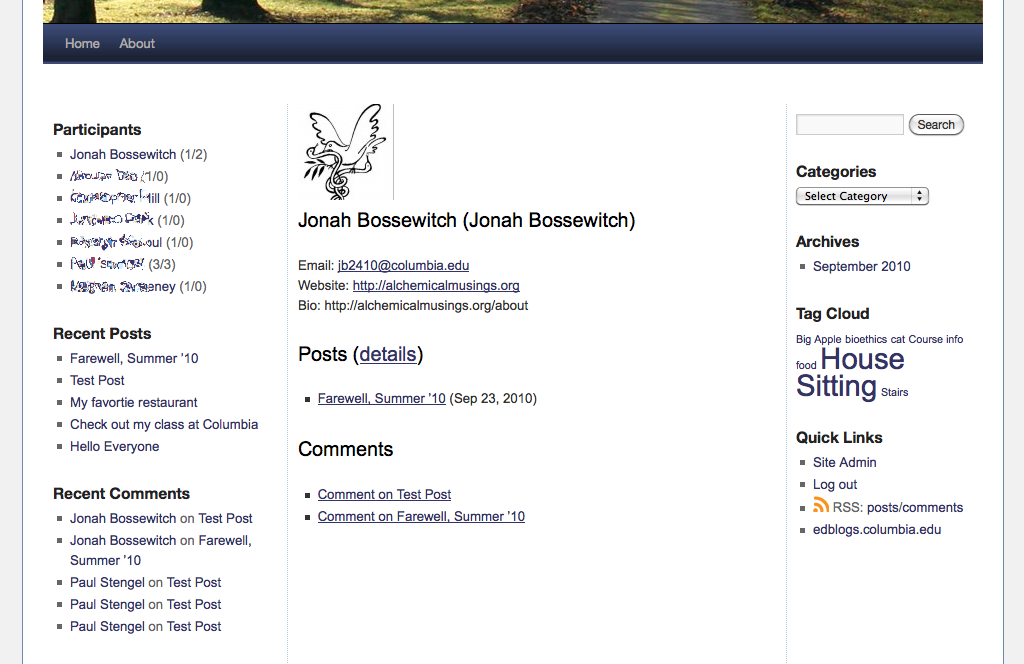 Home About
Participants
Jonah Bossewitch (1/2)
(1/0)
(1/0)
(1/0)
(1/0)
(3/3)
(1/0)
Recent Posts
Farewell, Summer ’10
Test Post
My favortie restaurant
Check out my class at Columbia
Hello Everyone
Recent Comments
Jonah Bossewitch on Test Post
Jonah Bossewitch on Farewell,
Summer ’10
Paul Stengel on Test Post
Paul Stengel on Test Post
Paul Stengel on Test Post
Jonah Bossewitch (Jonah Bossewitch)
Email: jb2410@columbia.edu
Website: http://alchemicalmusings.org
Bio: http://alchemicalmusings.org/about
Posts (details)
Farewell, Summer ’10 (Sep 23, 2010)
Comments
Comment on Test Post
Comment on Farewell, Summer ’10
Search
Categories
Select Category
Archives
September 2010
Tag Cloud
Big Apple bioethics cat Course info
food House
Sitting Stairs
Quick Links
Site Admin
Log out
RSS: posts/comments
edblogs.columbia.edu